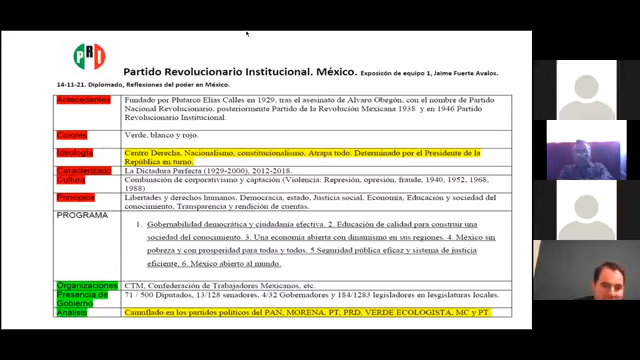 PRI
Partido Revolucionario Institucional. México. Exposicón de equipo 1, Jaime Fuerte Avalos.
14-11-21. Diplomado, Reflexiones del poder en México.
Antecedantes Fundado por Plutarco Elías Calles en 1929, tras el asesinato de Alvaro Obegón, con el nombre de Partido
Nacional Revolucionario, posteriormente Partido de la Revolución Mexicana 1938 y en 1946 Partido
Revolucionario Institucional.
Colores Verde, blanco y rojo.
Ideología Centro Derecha, Nacionalismo, constitucionalismo, Atrapa todo. Determinado por el Presidente de la
República en turno.
Caracterizado La Dictadura Perfecta (1929-2000), 2012-2018.
Cultura Combinación de corporativismo y captación (Violencia: Represión, opresión, fraude, 1940, 1952, 1968,
1988)
Principios Libertades y derechos humanos, Democracia, estado, Justicia social, Economía, Educación y sociedad del
conocimiento, Transparencia y rendición de cuentas.
PROGRAMA
1. Gobernabilidad democrática y ciudadanía efectiva. 2. Educación de calidad para construir una
sociedad del conocimiento. 3. Una economía abierta con dinamismo en sus regiones. 4. México sin
pobreza y con prosperidad para todas y todos. 5 Seguridad pública eficaz y sistema de justicia
eficiente. 6. México abierto al mundo.
Organizaciones CTM, Confederación de Trabajadores Mexicanos, etc.
Presencia de Gobierno 71 / 500 Diputados, 13/128 senadores, 4/32 Gobernadores y 184/1283 legisladores en lesgislaturas locales.
Análisis Camuflado en los partidos políticos del PAN, MORENA, PT, PRD, VERDE ECOLOGISTA, MC y PT.